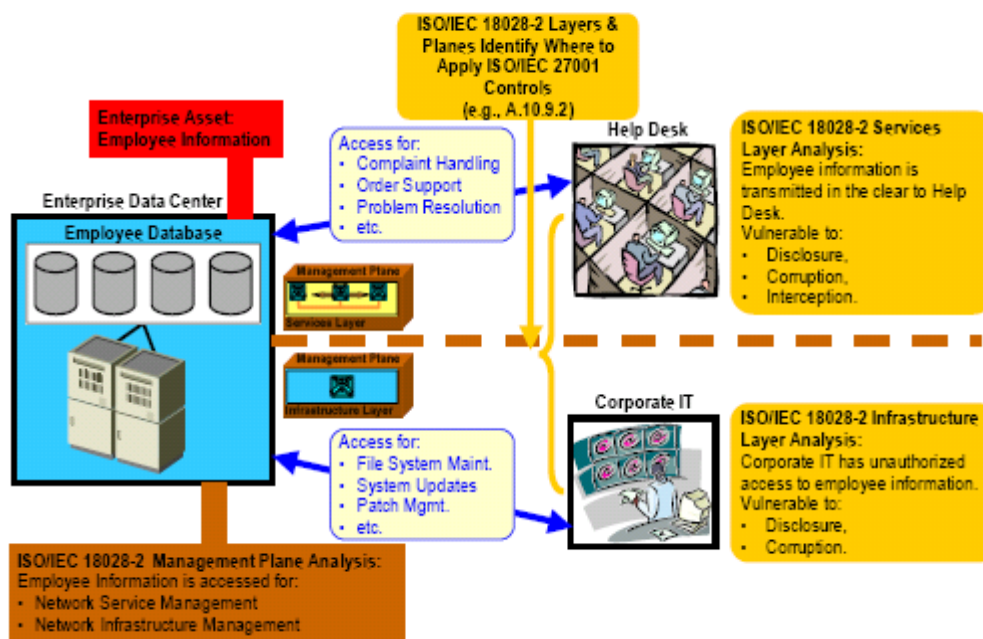 ISO/IEC 18028-2 Layers &
Planes Identify Where to
Apply ISO/IEC 27001
Controls
(e.g., A.10.9.2)
Enterprise Asset:
Employee Information
Access for:
• Complaint Handling
• Order Support
• Problem Resolution
• etc.
Help Desk
ISO/IEC 18028-2 Services
Layer Analysis:
Employee information is
transmitted in the clear to Help
Desk.
Vulnerable to:
• Disclosure,
• Corruption,
• Interception.
Enterprise Data Center
Employee Database
Management Plane
Services Layer
Management Plane
Infrastructure Layer
Corporate IT
ISO/IEC 18028-2 Infrastructure
Layer Analysis:
Corporate IT has unauthorized
access to employee information.
Vulnerable to:
• Disclosure,
• Corruption.
Access for:
• File System Maint.
• System Updates
• Patch Mgmt.
• etc.
ISO/IEC 18028-2 Management Plane Analysis:
Employee Information is accessed for:
• Network Service Management
• Network Infrastructure Management